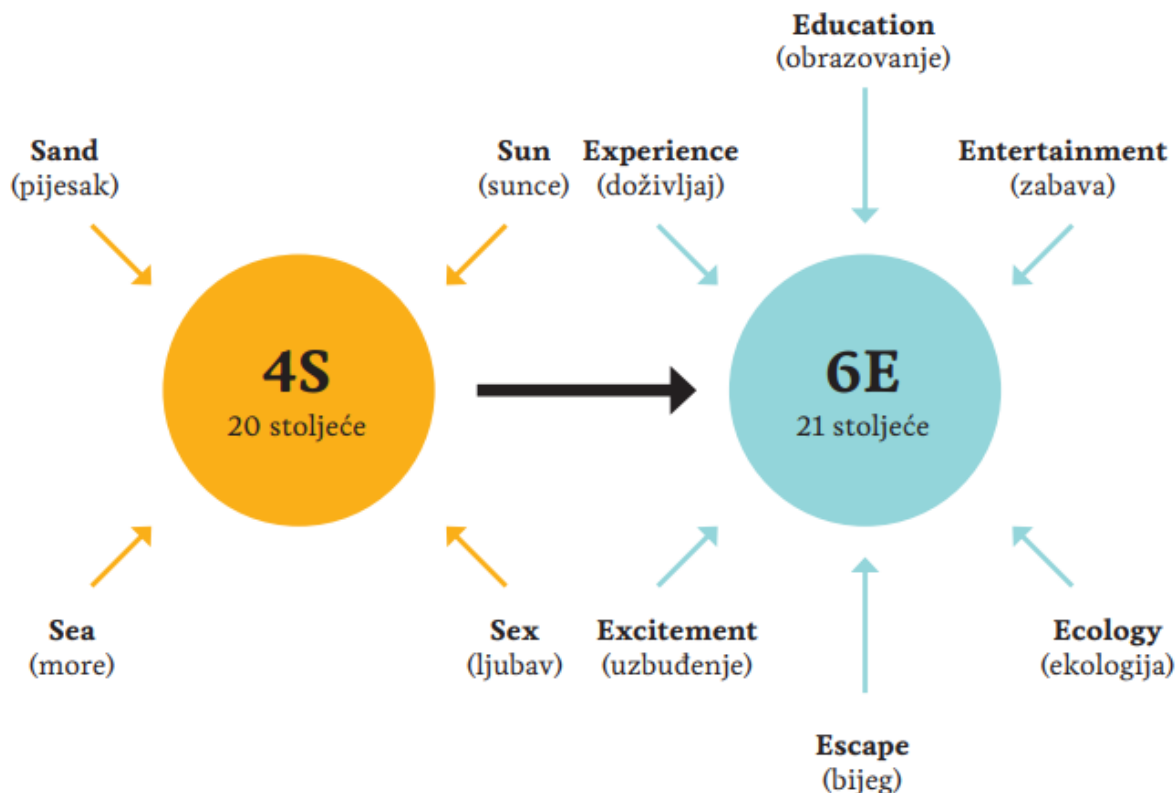 Education
(obrazovanje)
Sand
(pijesak)
Sun
(sunce)
Experience
(doživljaj)
Entertainment
(zabava)
4S
20 stoljeće
6E
21 stoljeće
Sea
(more)
Sex
(ljubav)
Excitement
(uzbuđenje)
Ecology
(ekologija)
Escape
(bijeg)